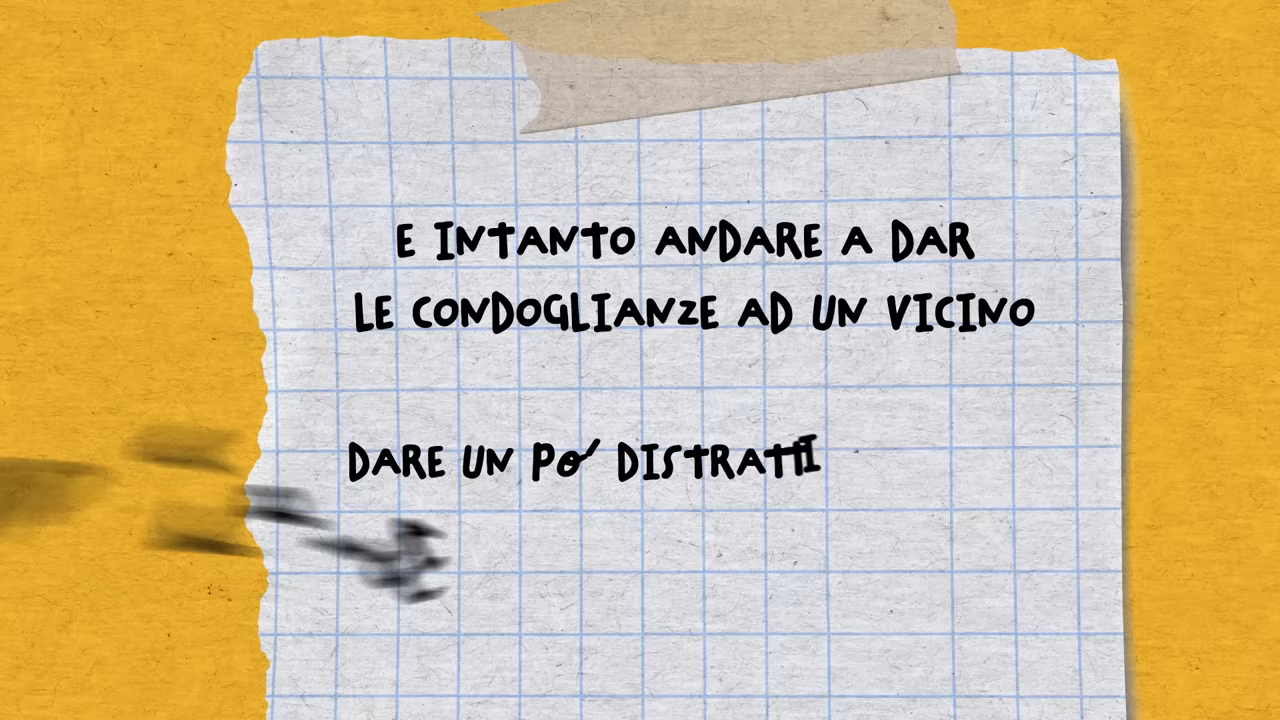 E INTANTO ANDARE A DAR
LE CONDOGLIANZE AD UN VICINO
DARE UN PO' DISTRATTI